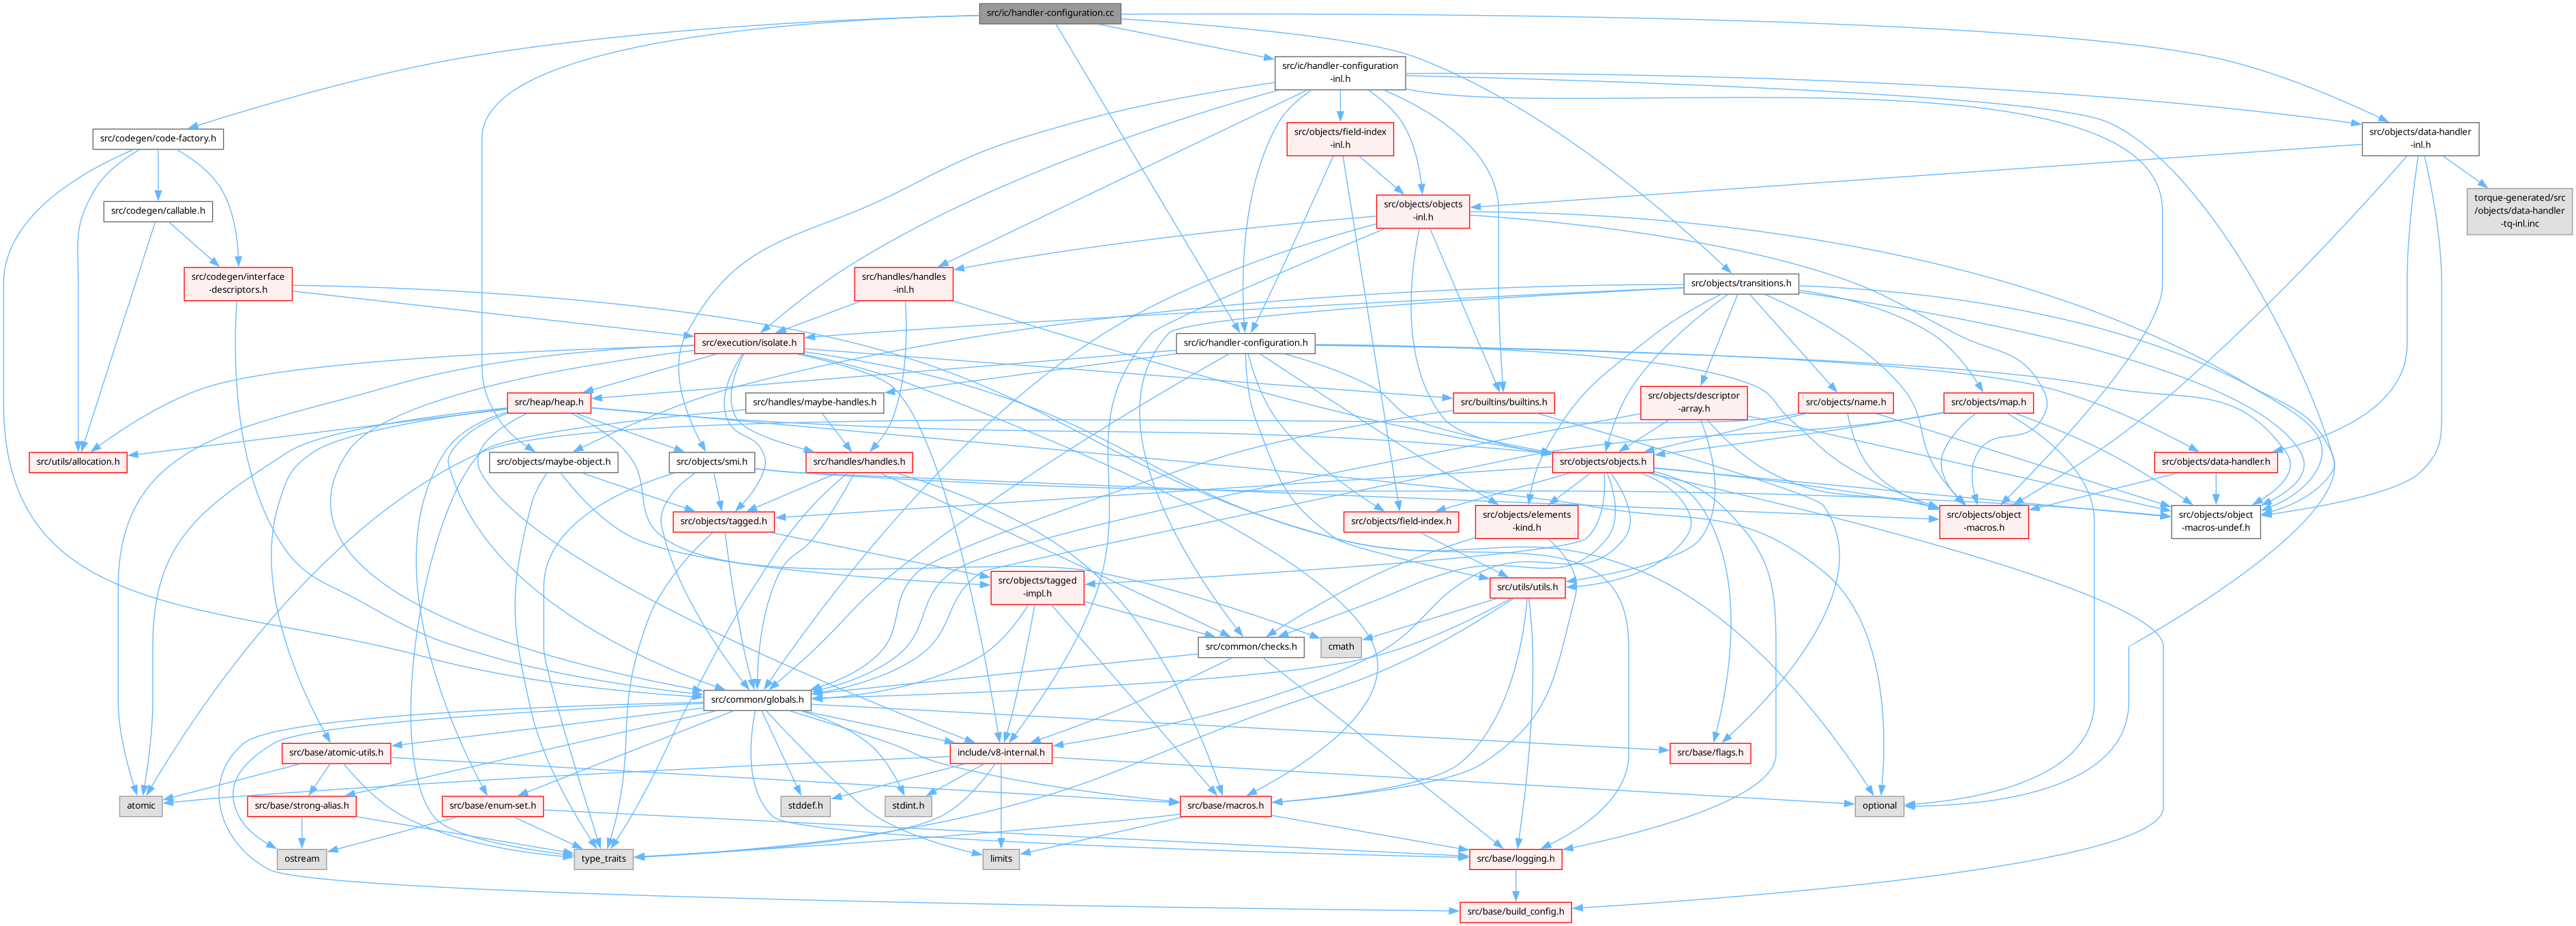 src/ic/handler-configuration.cc
src/ic/handler-configuration
-inl.h
src/objects/field-index
-inl.h
src/codegen/code-factory.h
src/objects/data-handler
-inl.h
src/codegen/callable.h
src/objects/objects
-inl.h
torque-generated/src
/objects/data-handler
-tq-inl.inc
src/codegen/interface
-descriptors.h
src/handles/handles
-inl.h
src/objects/transitions.h
src/execution/isolate.h
src/ic/handler-configuration.h
src/heap/heap.h
src/handles/maybe-handles.h
src/builtins/builtins.h
src/objects/descriptor
-array.h
src/objects/name.h
src/objects/map.h
src/utils/allocation.h
src/objects/maybe-object.h
src/objects/smi.h
src/handles/handles.h
src/objects/objects.h
src/objects/data-handler.h
src/objects/tagged.h
src/objects/field-index.h
src/objects/elements
-kind.h
src/objects/object
-macros.h
src/objects/object
-macros-undef.h
src/objects/tagged
-impl.h
src/utils/utils.h
src/common/checks.h
cmath
src/common/globals.h
src/base/atomic-utils.h
include/v8-internal.h
src/base/flags.h
atomic
src/base/strong-alias.h
src/base/enum-set.h
stddef.h
stdint.h
src/base/macros.h
optional
ostream
type_traits
limits
src/base/logging.h
src/base/build_config.h